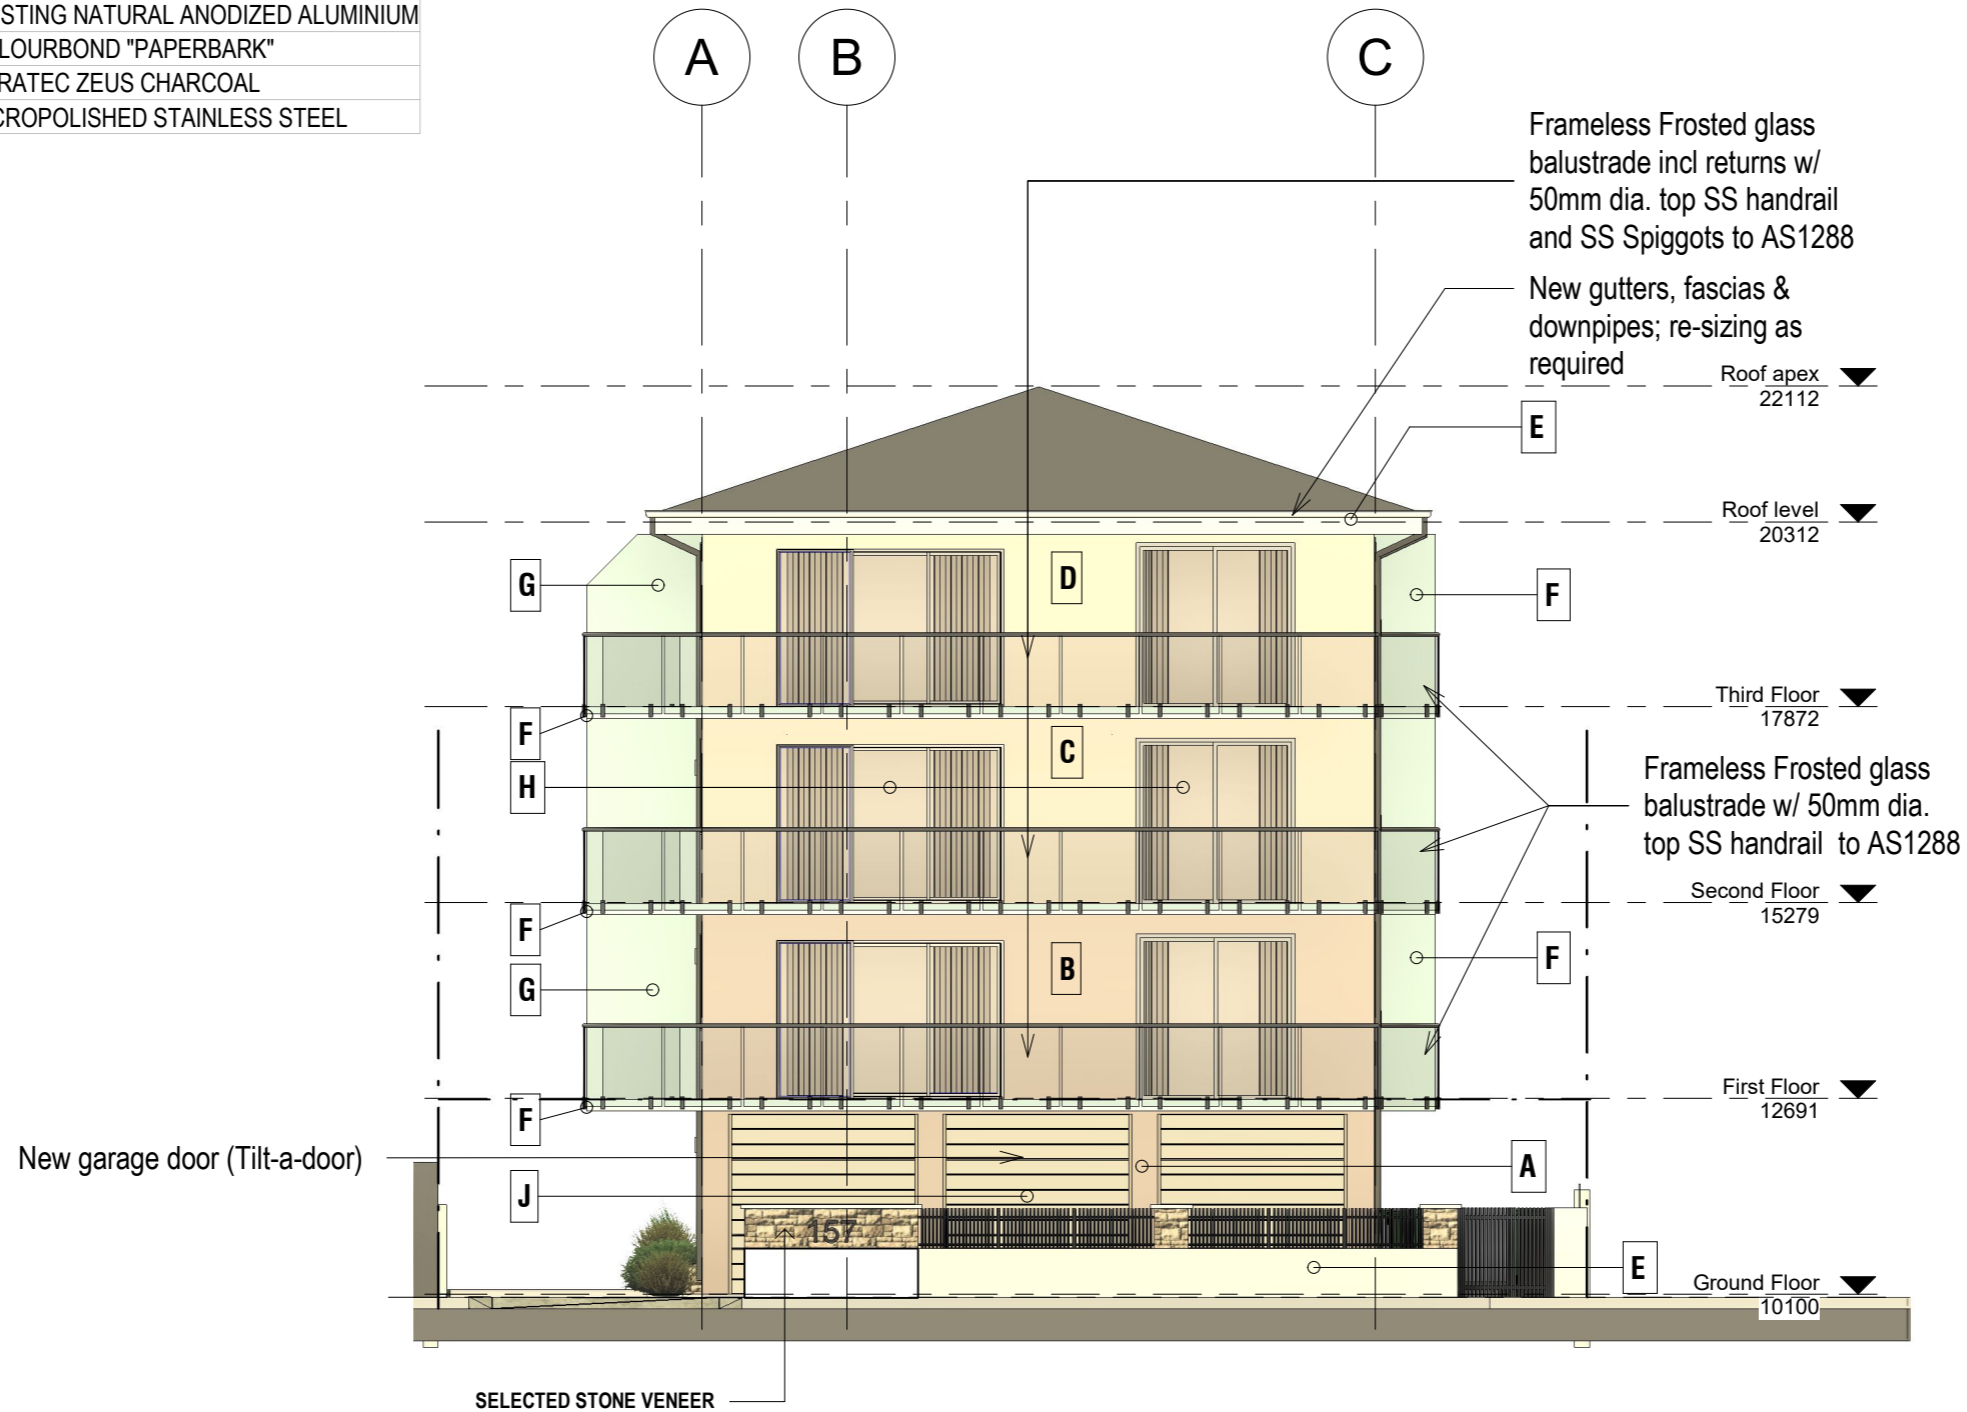 STING NATURAL ANODIZED ALUMINIUM
LOURBOND "PAPERBARK"
RATEC ZEUS CHARCOAL
CROPOLISHED STAINLESS STEEL
A
B
C
Frameless Frosted glass
balustrade incl returns w/
50mm dia. top SS handrail
and SS Spiggots to AS1288
New gutters, fascias &
downpipes; re-sizing as
required
Roof apex
22112
E
Roof level
20312
G
D
F
Third Floor
17872
F
C
H
Frameless Frosted glass
balustrade w/ 50mm dia.
top SS handrail to AS1288
Second Floor
15279
F
B
F
G
First Floor
12691
F
New garage door (Tilt-a-door)
A
J
157
E
Ground Floor
10100
SELECTED STONE VENEER